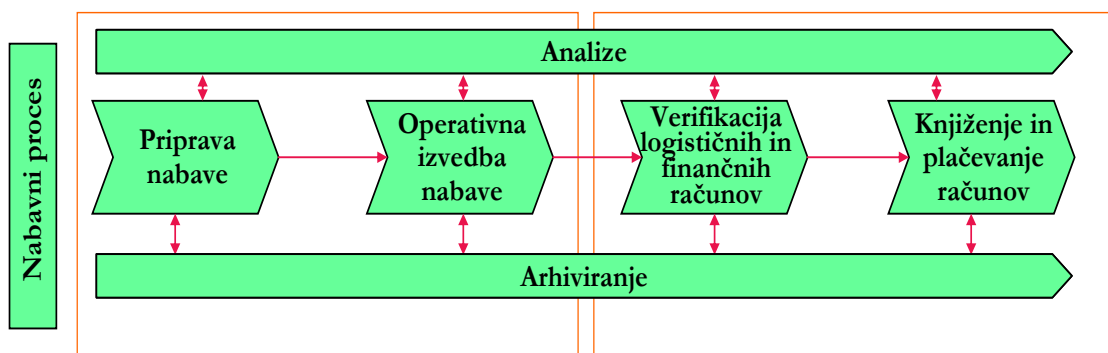 Nabavni proces
Analize
Priprava
nabave
Operativna
izvedba
nabave
Verifikacija
logističnih in
finančnih
računov
Knjiženje in
plačevanje
računov
Arhiviranje